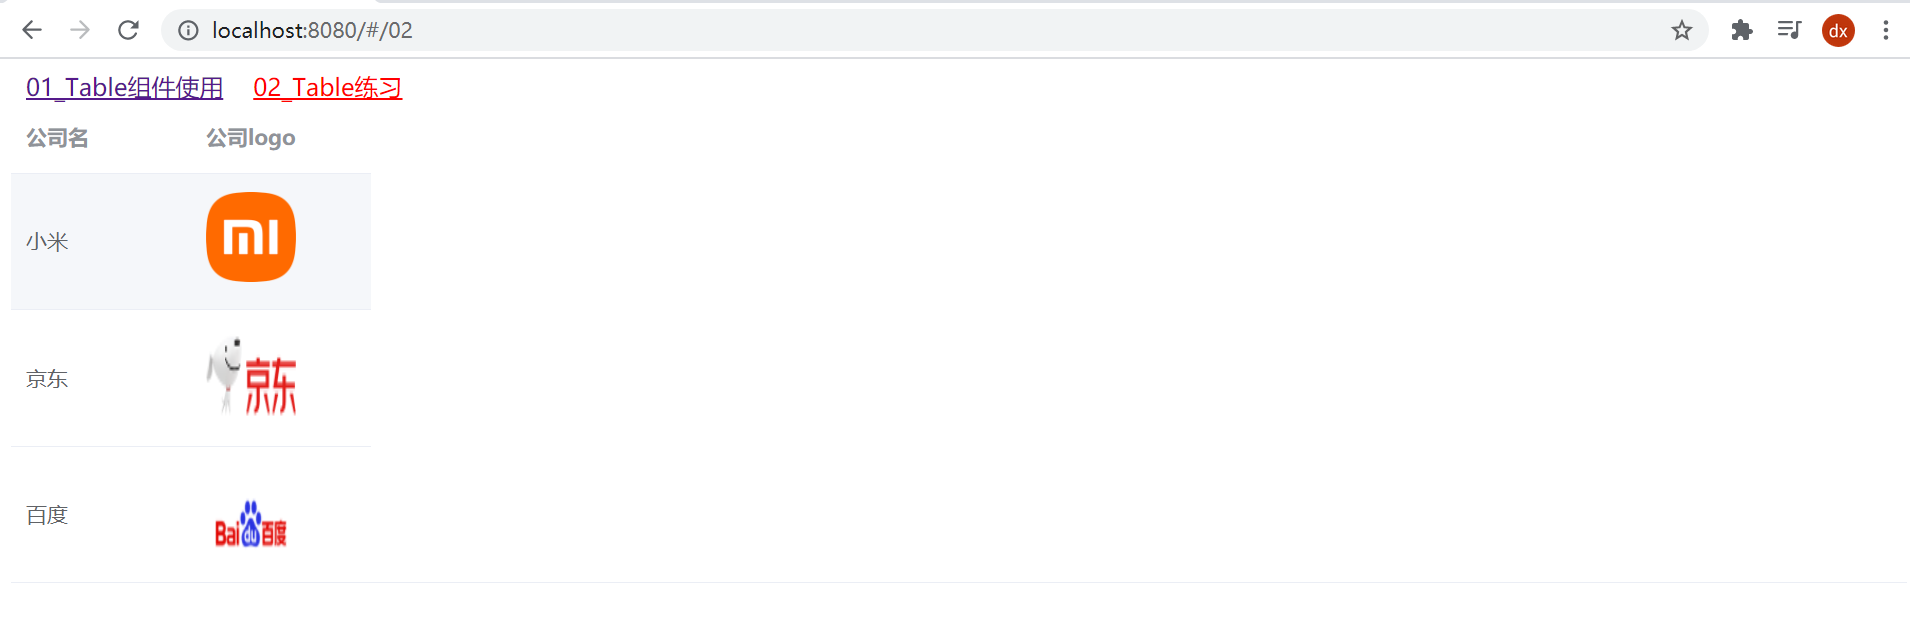 localhost:8080/#/02
dx
01_Table组件使用 02_Table练习
公司名 公司logo
小米
mi
京东
京东
百度
Bai du 百度